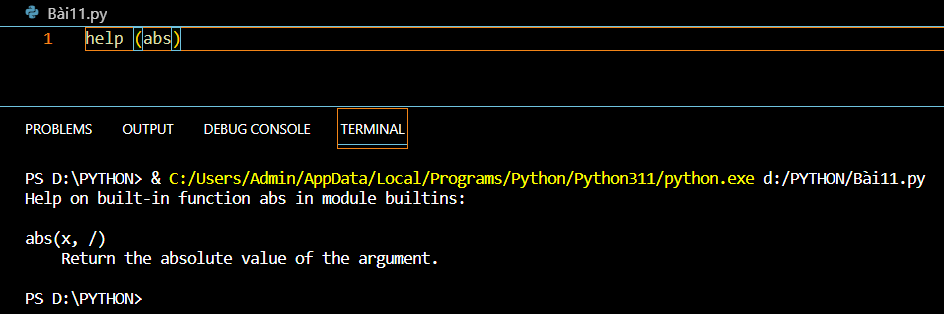 Bài11.py
1 help (abs)
PROBLEMS OUTPUT DEBUG CONSOLE TERMINAL
PS D:\PYTHON> & C:/Users/Admin/AppData/Local/Programs/Python/Python311/python.exe d:/PYTHON/Bài11.py
Help on built-in function abs in module builtins:
abs(x, /)
Return the absolute value of the argument.
PS D:\PYTHON>